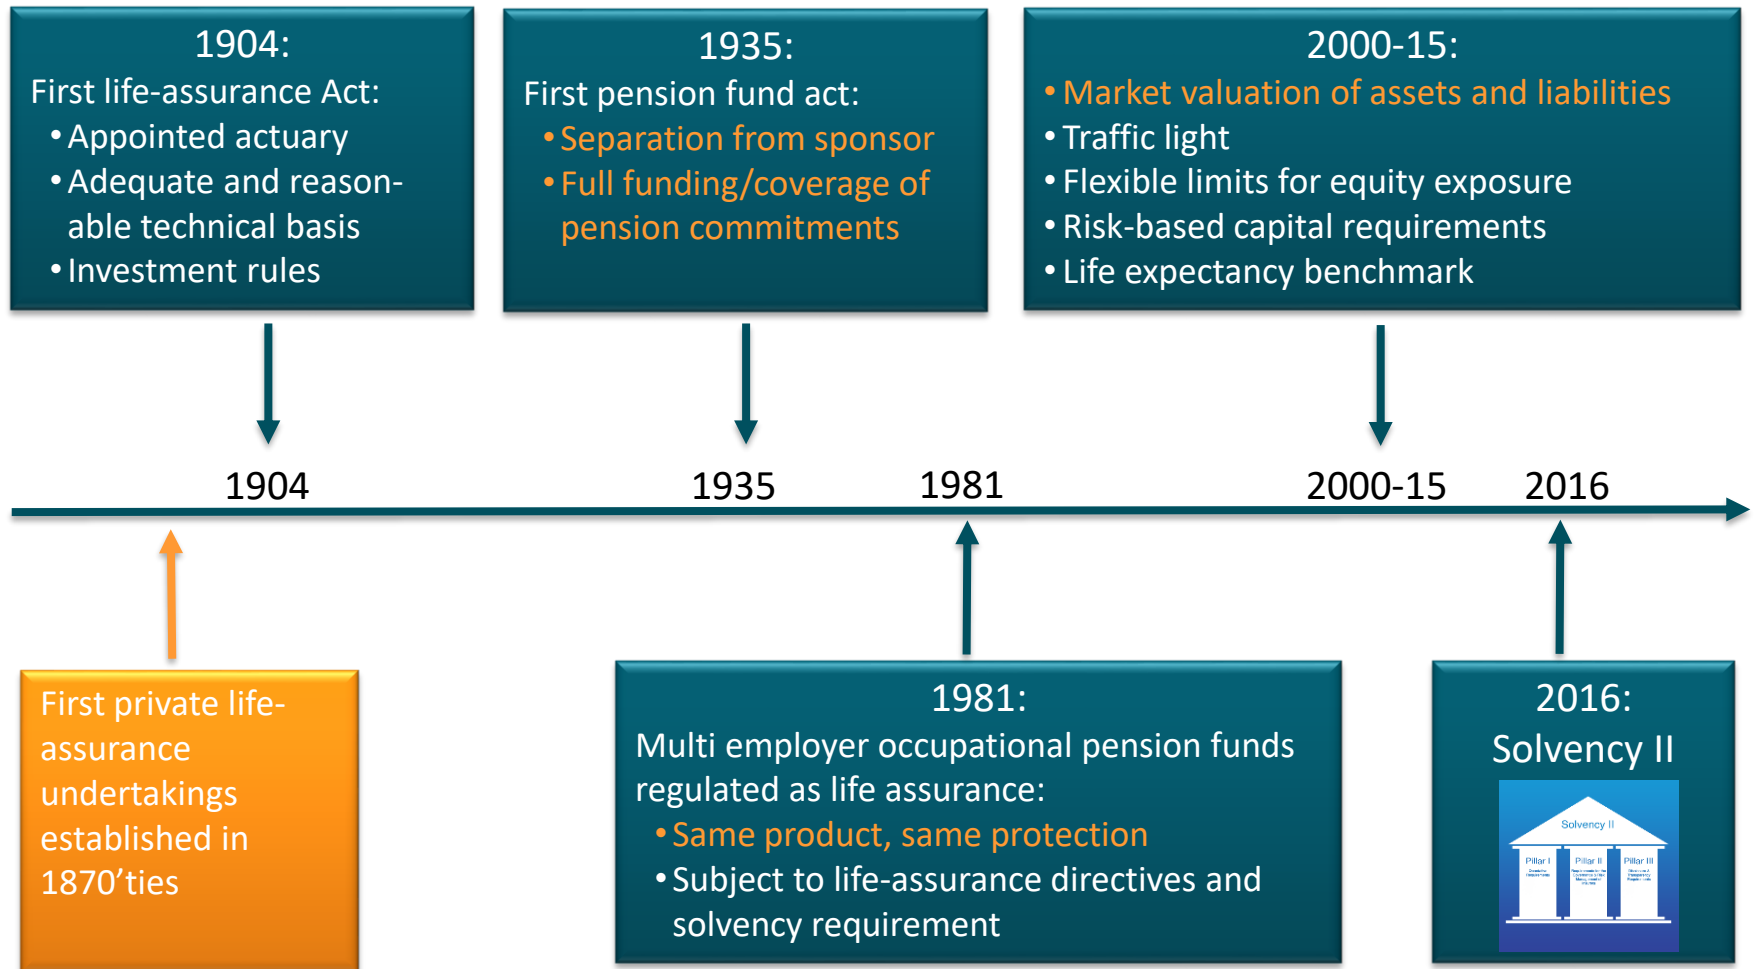 1904:
First life-assurance Act:
• Appointed actuary
• Adequate and reason-
able technical basis
• Investment rules
1935:
First pension fund act:
• Separation from sponsor
• Full funding/coverage of
pension commitments
2000-15:
• Market valuation of assets and liabilities
• Traffic light
• Flexible limits for equity exposure
• Risk-based capital requirements
• Life expectancy benchmark
1904
1935
1981
2000-15
2016
First private life-
assurance
undertakings
established in
1870'ties
1981:
Multi employer occupational pension funds
regulated as life assurance:
• Same product, same protection
• Subject to life-assurance directives and
solvency requirement
2016:
Solvency II
Solvency II
Pillar I
Pillar II
Pillar III